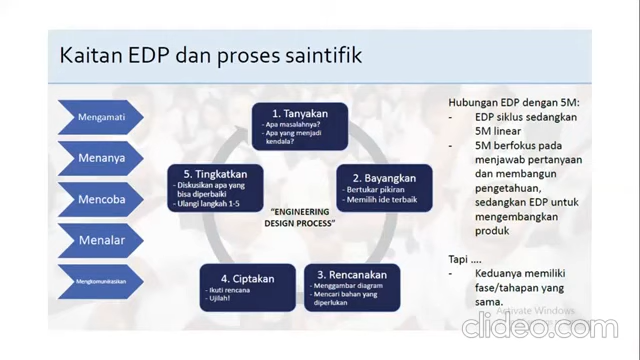 Kaitan EDP dan proses saintifik
Mengamati
Menanya
Mencoba
Menalar
Mengkomunikasikan
1. Tanyakan
- Apa masalahnya?
- Apa yang menjadi
kendala?
2. Bayangkan
- Bertukar pikiran
- Memilih ide terbaik
3. Rencanakan
- Menggambar diagram
- Mencari bahan yang
diperlukan
4. Ciptakan
- Ikuti rencana
- Ujilah!
5. Tingkatkan
- Diskusikan apa yang
bisa diperbaiki
- Ulangi langkah 1-5
"ENGINEERING
DESIGN PROCESS"
Hubungan EDP dengan 5M:
- EDP siklus sedangkan
5M linear
- 5M berfokus pada
menjawab pertanyaan
dan membangun
pengetahuan,
sedangkan EDP untuk
mengembangkan
produk
Tapi ....
- Keduanya memiliki
fase/tahapan yang
sama.
Activate Windows
clideo.com